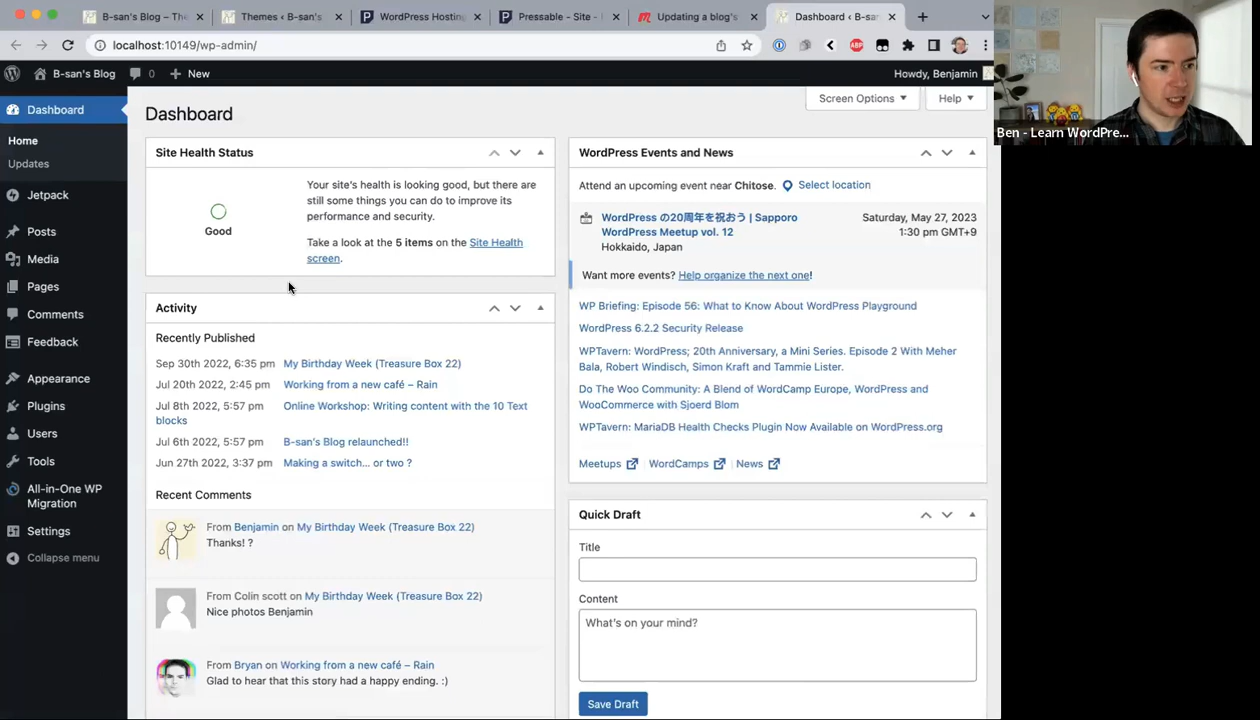 B-san's Blog – The
Themes ‹ B-san's
WordPress Hosting
Pressable - Site -
Updating a blog's
Dashboard ‹ B-san
localhost:10149/wp-admin/
B-san's Blog
0
New
Howdy, Benjamin
Ben - Learn WordPre...
Dashboard
Home
Updates
Jetpack
Posts
Media
Pages
Comments
Feedback
Appearance
Plugins
Users
Tools
All-in-One WP
Migration
Settings
Collapse menu
Dashboard
Screen Options
Help
Site Health Status
Good
Your site's health is looking good, but there are
still some things you can do to improve its
performance and security.
Take a look at the 5 items on the Site Health
screen.
Activity
Recently Published
Sep 30th 2022, 6:35 pm My Birthday Week (Treasure Box 22)
Jul 20th 2022, 2:45 pm Working from a new café – Rain
Jul 8th 2022, 5:57 pm Online Workshop: Writing content with the 10 Text
blocks
Jul 6th 2022, 5:57 pm B-san's Blog relaunched!!
Jun 27th 2022, 3:37 pm Making a switch... or two ?
Recent Comments
From Benjamin on My Birthday Week (Treasure Box 22)
Thanks! ?
From Colin scott on My Birthday Week (Treasure Box 22)
Nice photos Benjamin
From Bryan on Working from a new café – Rain
Glad to hear that this story had a happy ending. :)
WordPress Events and News
Attend an upcoming event near Chitose. Select location
WordPress の20周年を祝おう | Sapporo
WordPress Meetup vol. 12
Hokkaido, Japan
Saturday, May 27, 2023
1:30 pm GMT+9
Want more events? Help organize the next one!
WP Briefing: Episode 56: What to Know About WordPress Playground
WordPress 6.2.2 Security Release
WPTavern: WordPress; 20th Anniversary, a Mini Series. Episode 2 With Meher
Bala, Robert Windisch, Simon Kraft and Tammie Lister.
Do The Woo Community: A Blend of WordCamp Europe, WordPress and
WooCommerce with Sjoerd Blom
WPTavern: MariaDB Health Checks Plugin Now Available on WordPress.org
Meetups WordCamps News
Quick Draft
Title
Content
What's on your mind?
Save Draft